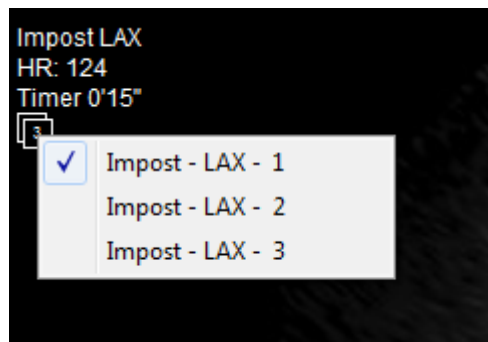 Impost LAX
HR: 124
Timer 0'15"
3
Impost - LAX - 1
Impost - LAX - 2
Impost - LAX - 3